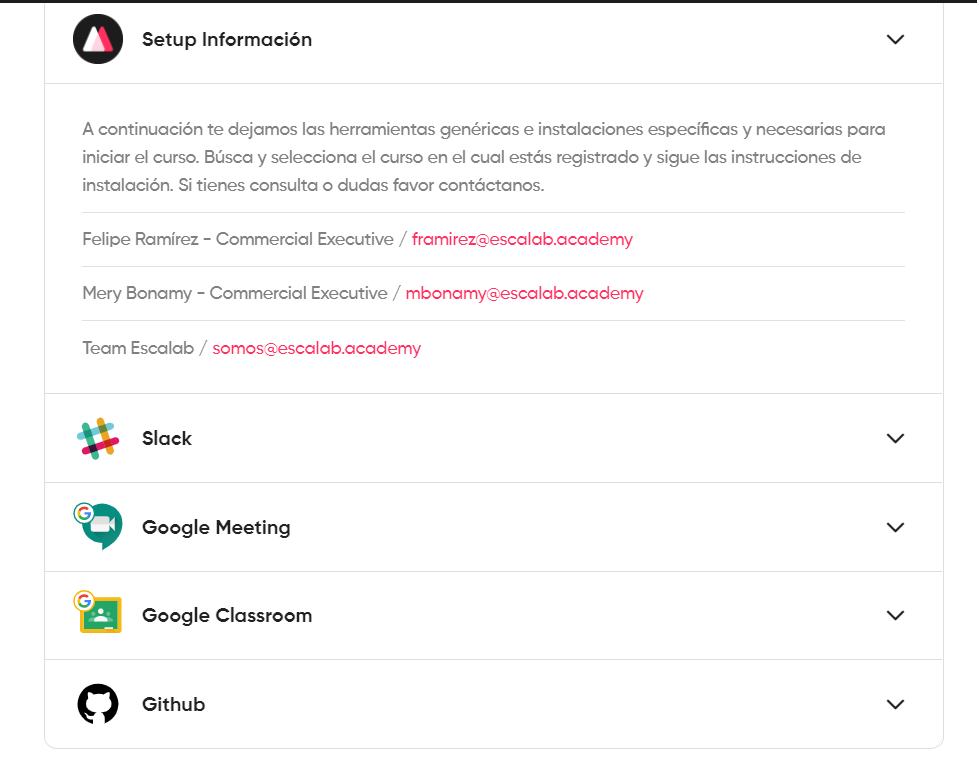 Setup Información
A continuación te dejamos las herramientas genéricas e instalaciones específicas y necesarias para
iniciar el curso. Búsca y selecciona el curso en el cual estás registrado y sigue las instrucciones de
instalación. Si tienes consulta o dudas favor contáctanos.
Felipe Ramírez - Commercial Executive / framirez@escalab.academy
Mery Bonamy - Commercial Executive / mbonamy@escalab.academy
Team Escalab / somos@escalab.academy
Slack
Google Meeting
Google Classroom
Github